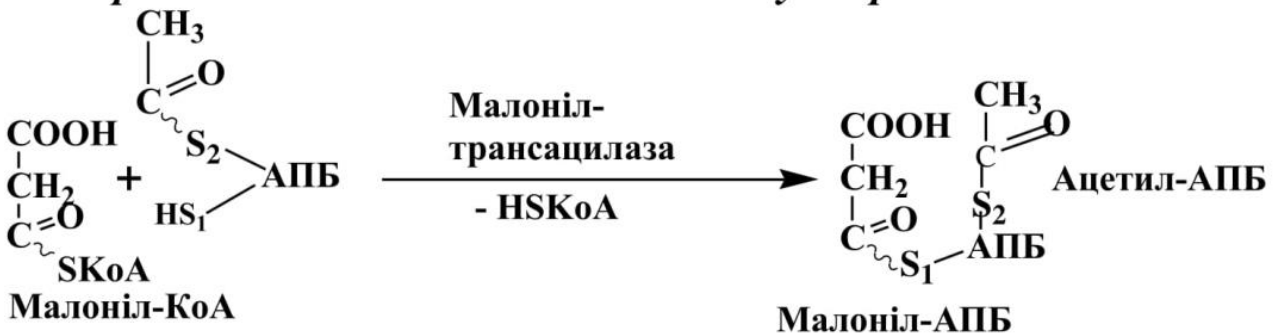 CH₃
C=O
S₂
COOH
CH₂ + АПБ
C=O HS₁
SKoA
Малоніл-КоА
Малоніл-
трансацилаза
- HSKoA
CH₃
COOH C=O
CH₂ Ацетил-АПБ
C=O S₂
S₁ АПБ
Малоніл-АПБ